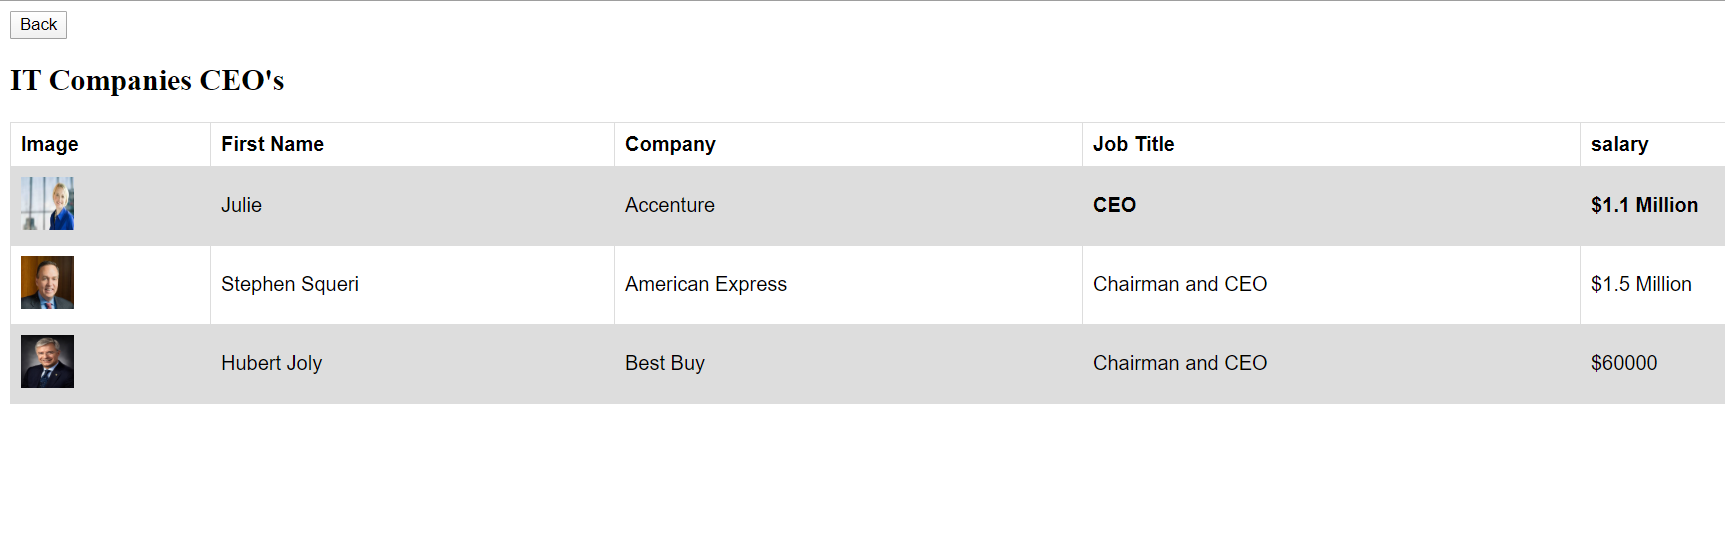 Back
IT Companies CEO's
Image First Name Company Job Title salary
Julie Accenture CEO $1.1 Million
Stephen Squeri American Express Chairman and CEO $1.5 Million
Hubert Joly Best Buy Chairman and CEO $60000